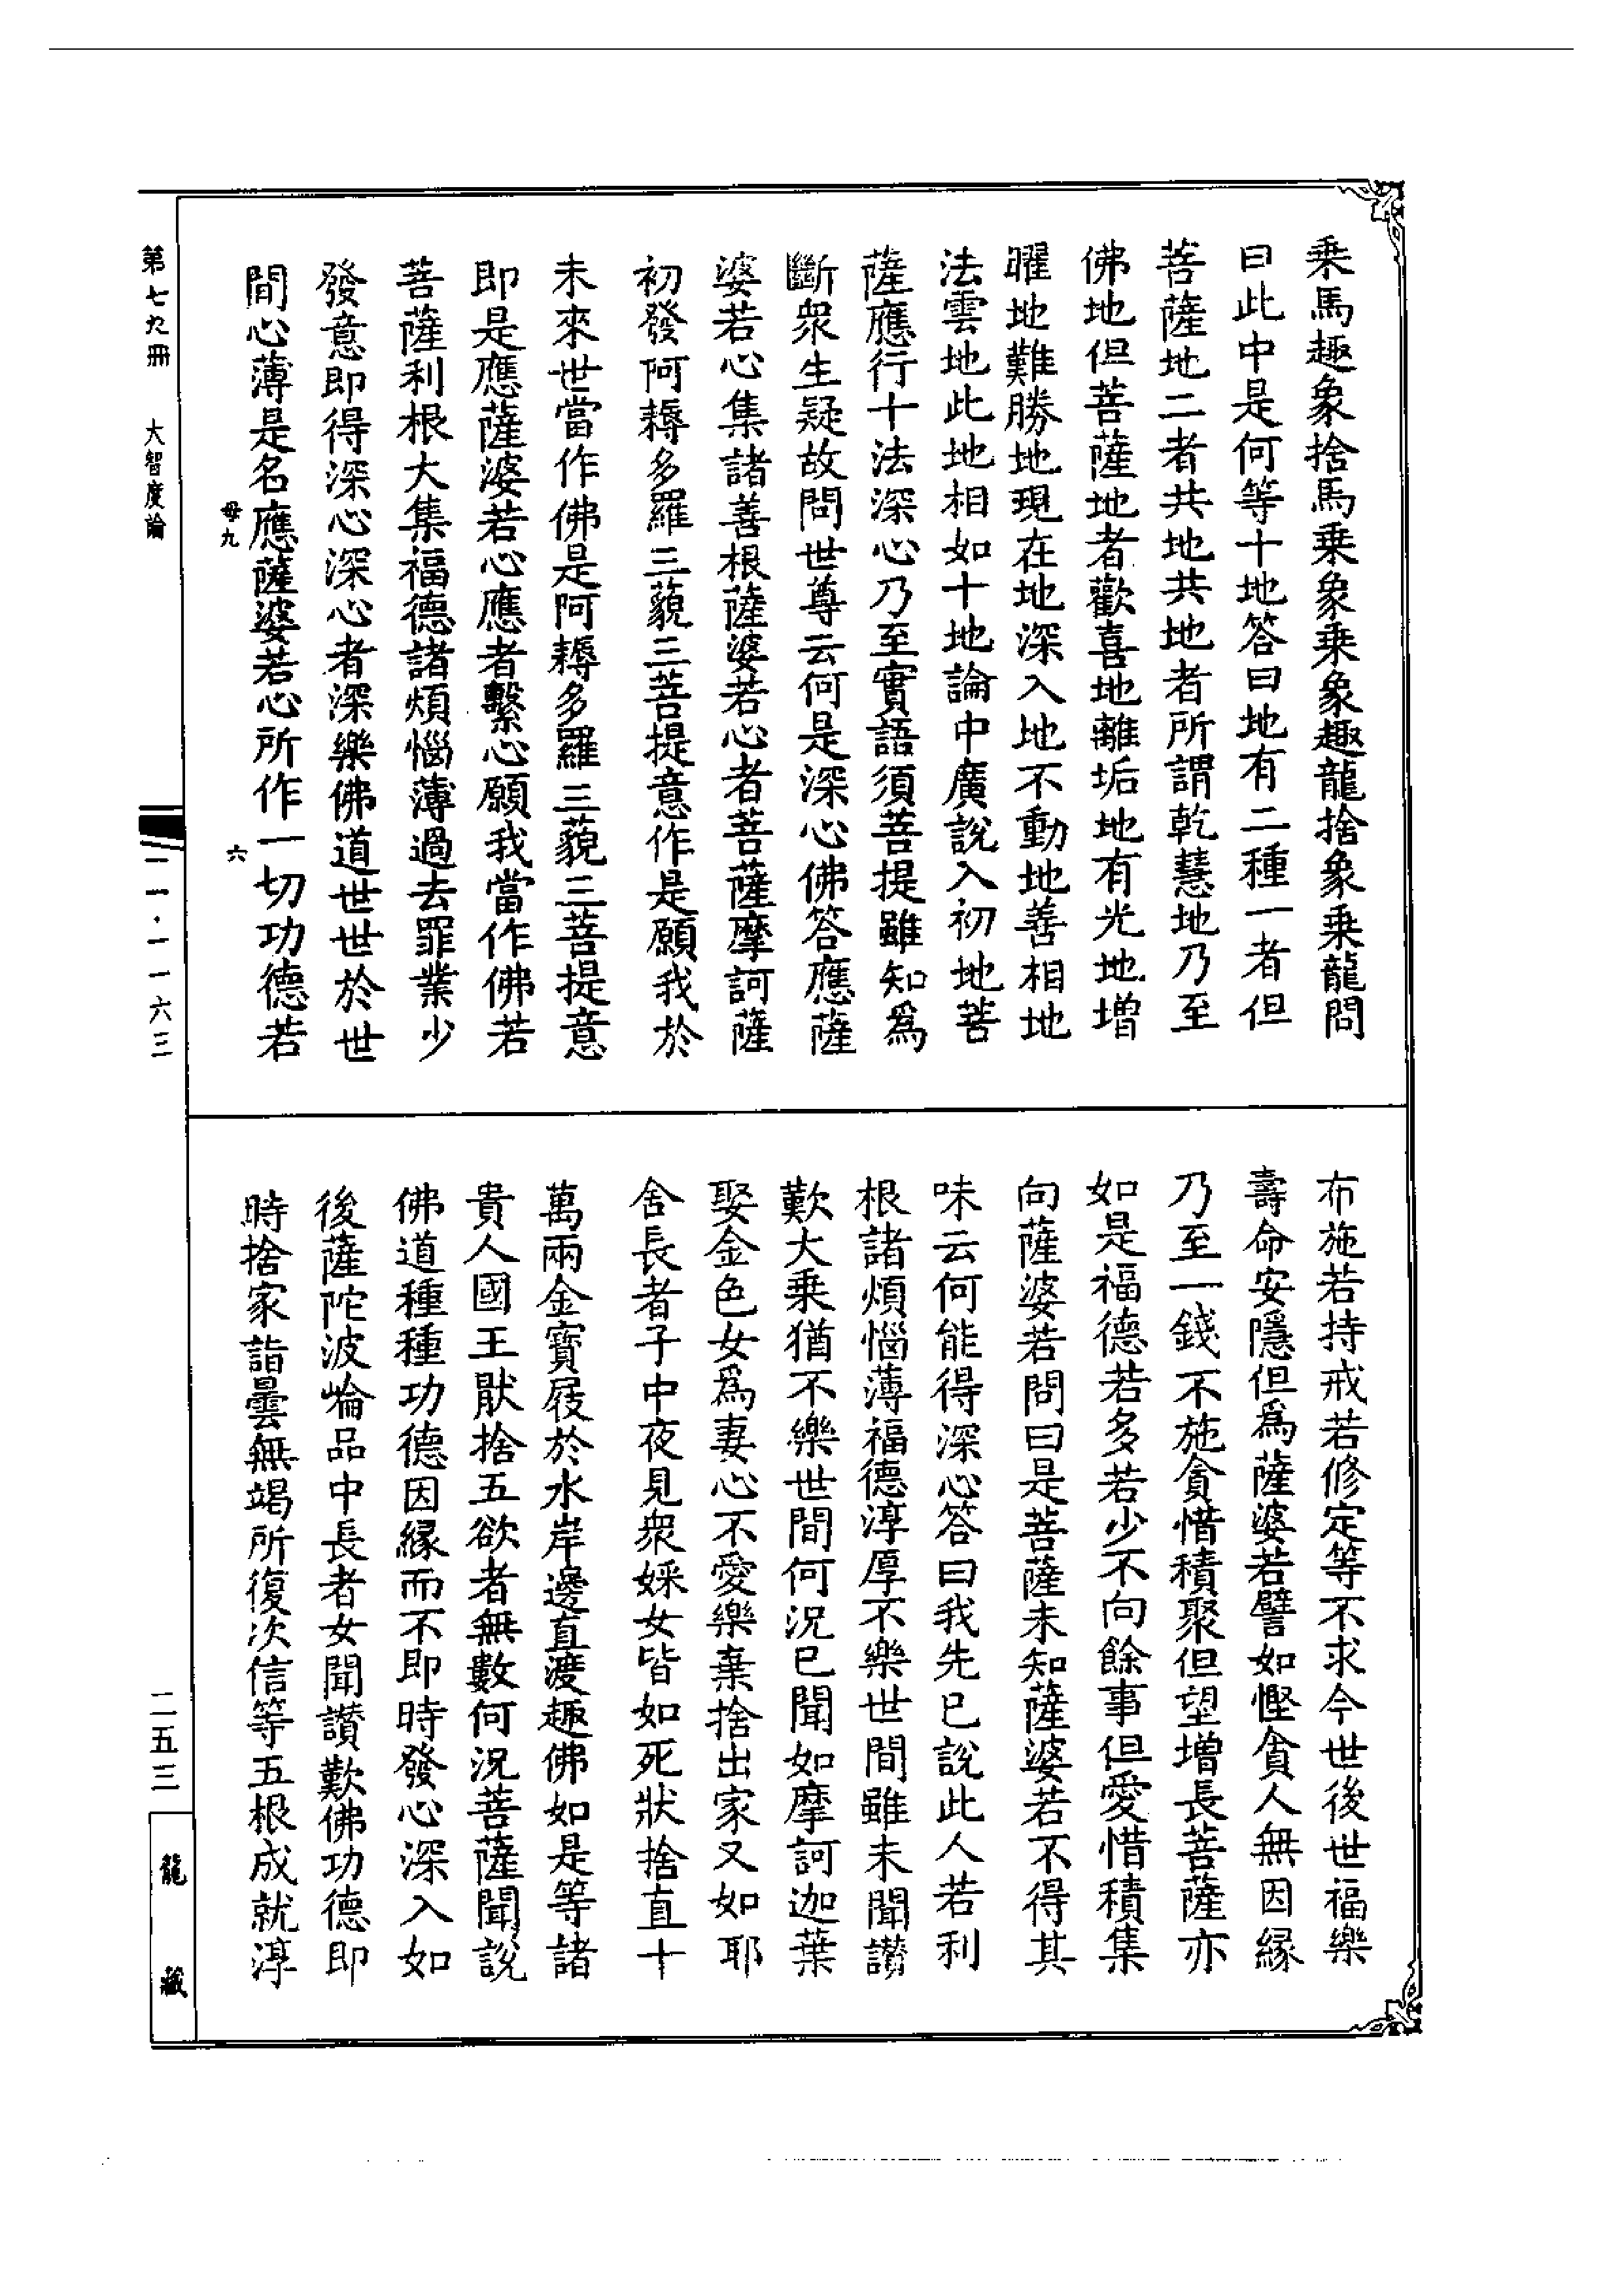 乘馬趣象捨馬乘象乘象趣龍捨象乘龍問
曰此中是何等十地答曰地有二種一者但
菩薩地二者共地共地者所謂乾慧地乃至
佛地但菩薩地者歡喜地離垢地有光地增
曜地難勝地現在地深入地不動地善相地
法雲地此地相如十地論中廣說入初地菩
薩應行十法深心乃至實語須菩提雖知為
斷眾生疑故問世尊云何是深心佛答應薩
婆若心集諸善根薩婆若心者菩薩摩訶薩
初發阿耨多羅三藐三菩提意作是願我於
未來世當作佛是阿耨多羅三藐三菩提意
即是應薩婆若心應者繫心願我當作佛若
菩薩利根大集福德諸煩惱薄過去罪業少
發意即得深心深心者深樂佛道世世於世
間心薄是名應薩婆若心所作一切功德若
布施若持戒若修定等不求今世後世福樂
壽命安隱但為薩婆若譬如慳貪人無因緣
乃至一錢不施貪惜積聚但望增長菩薩亦
如是福德若多若少不向餘事但愛惜積集
向薩婆若問曰是菩薩未知薩婆若不得其
味云何能得深心答曰我先已說此人若利
根諸煩惱薄福德淳厚不樂世間雖未聞讚
歎大乘猶不樂世間何況已聞如摩訶迦葉
娶金色女為妻心不愛樂棄捨出家又如耶
舍長者子中夜見眾婇女皆如死狀捨直十
萬兩金寶屐於水岸邊直渡趣佛如是等諸
貴人國王猒捨五欲者無數何況菩薩聞說
佛道種種功德因緣而不即時發心深入如
後薩陀波崙品中長者女聞讚歎佛功德即
時捨家詣曇無竭所復次信等五根成就淳
母九
六
第七九冊 大智度論
一一·一一六三
二五三
龍藏